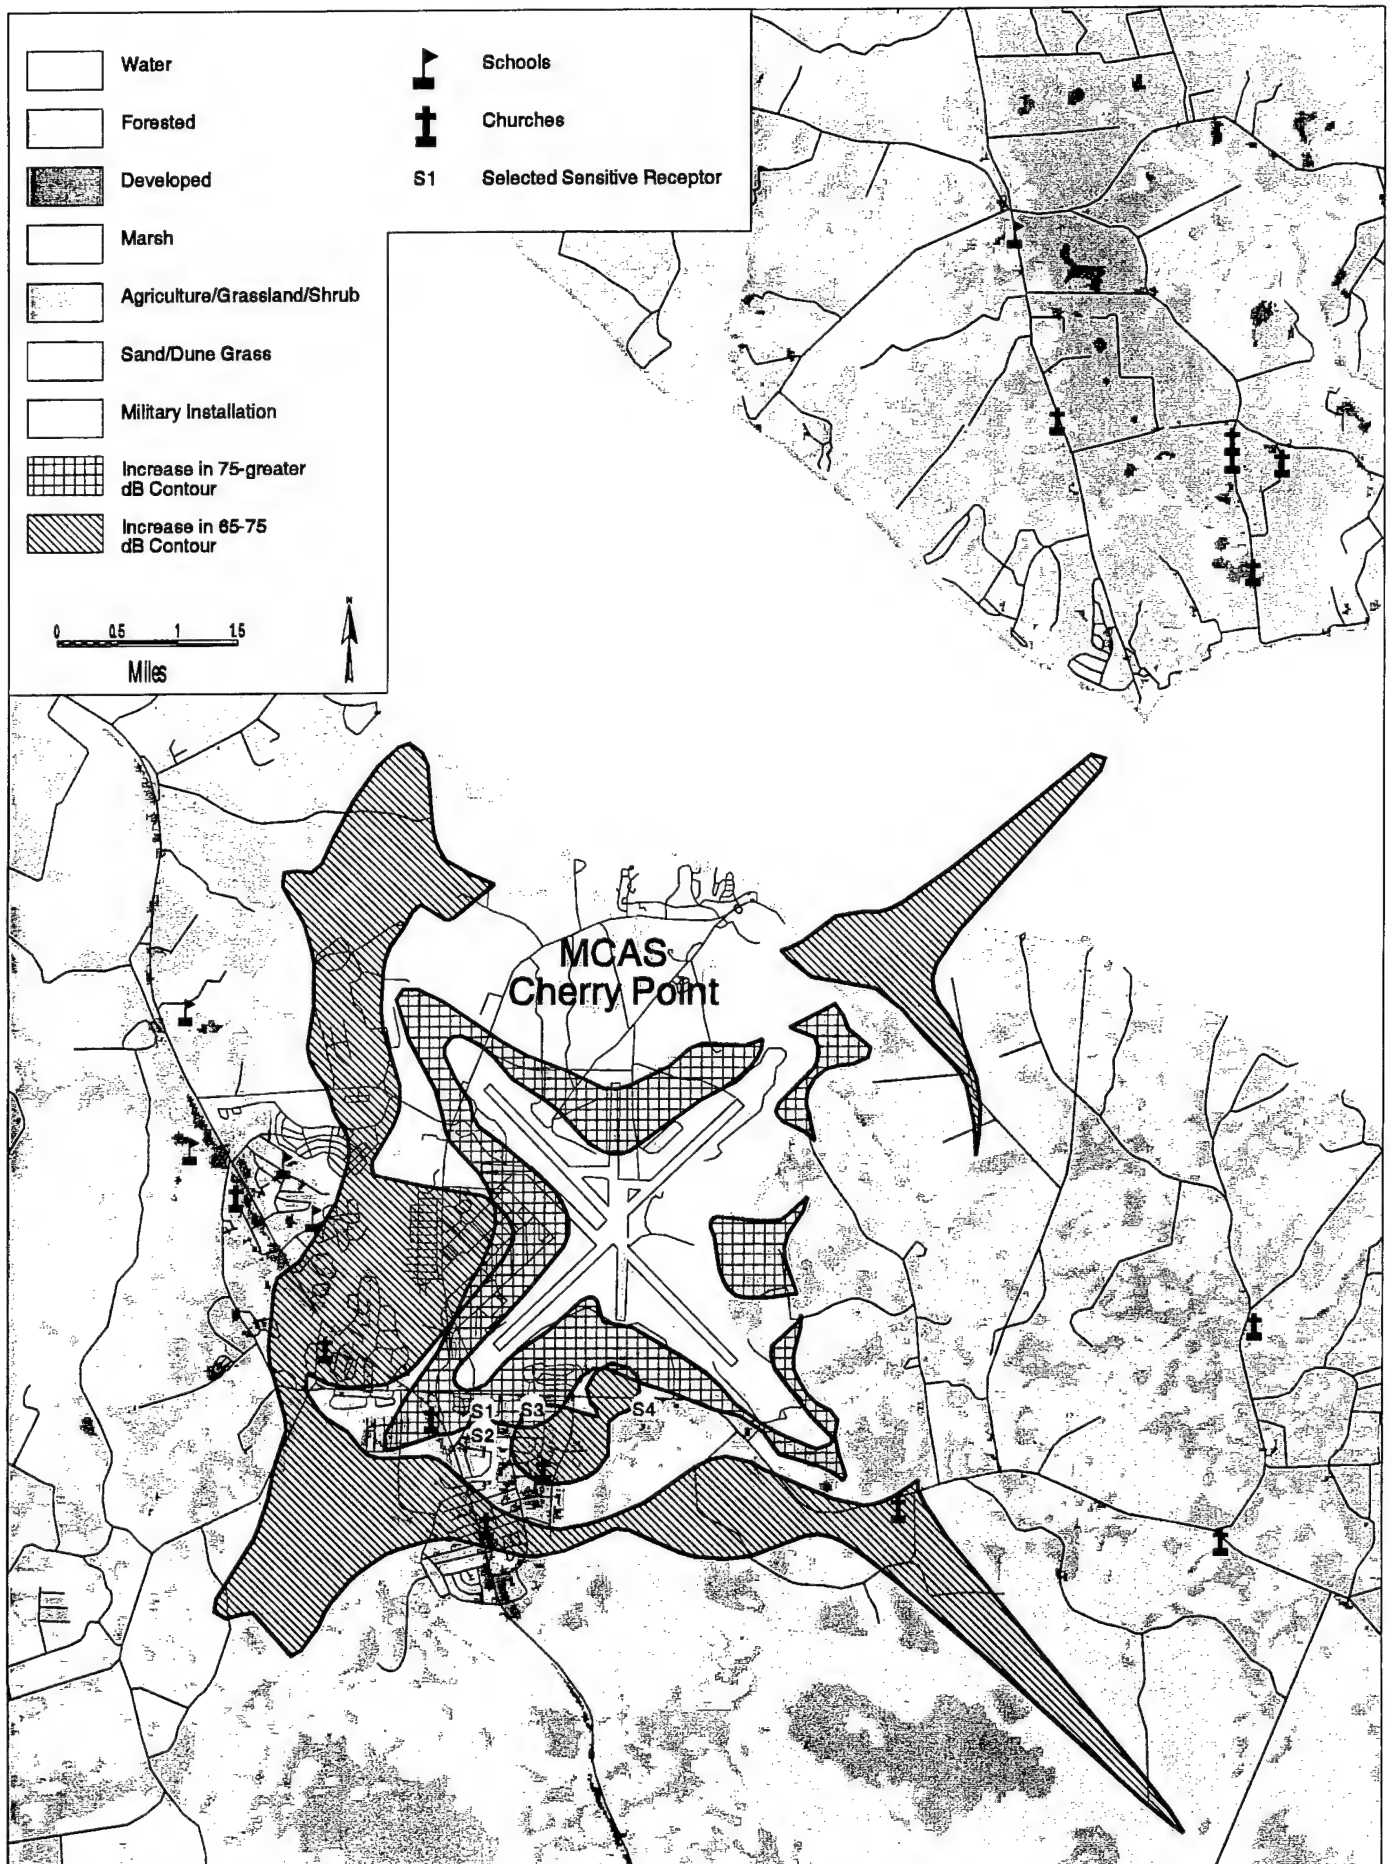 Water
Forested
Developed
Marsh
Agriculture/Grassland/Shrub
Sand/Dune Grass
Military Installation
Increase in 75-greater
dB Contour
Increase in 65-75
dB Contour
Schools
Churches
S1 Selected Sensitive Receptor
N
0 0.5 1 1.5
Miles
MCAS
Cherry Point
S1 S3 S4
S2